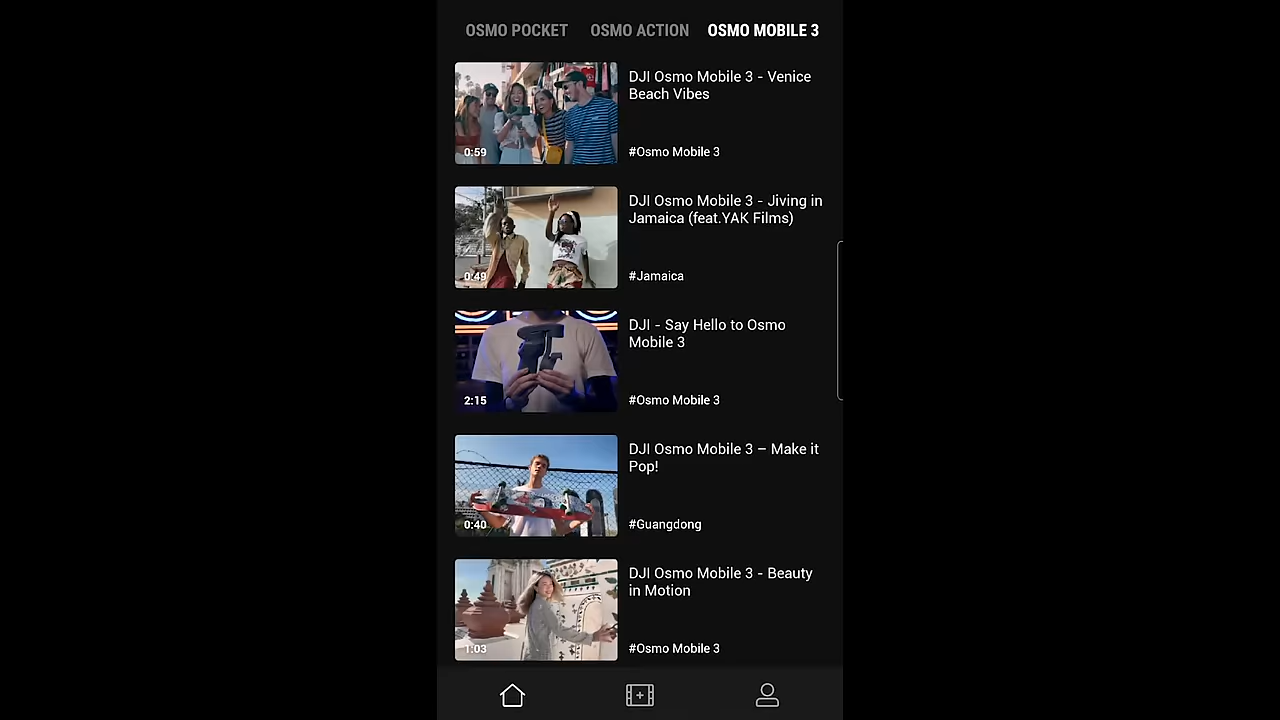 OSMO POCKET OSMO ACTION OSMO MOBILE 3
DJI Osmo Mobile 3 - Venice
Beach Vibes
0:59
#Osmo Mobile 3
DJI Osmo Mobile 3 - Jiving in
Jamaica (feat.YAK Films)
0:49
#Jamaica
DJI - Say Hello to Osmo
Mobile 3
2:15
#Osmo Mobile 3
DJI Osmo Mobile 3 – Make it
Pop!
0:40
#Guangdong
DJI Osmo Mobile 3 - Beauty
in Motion
1:03
#Osmo Mobile 3